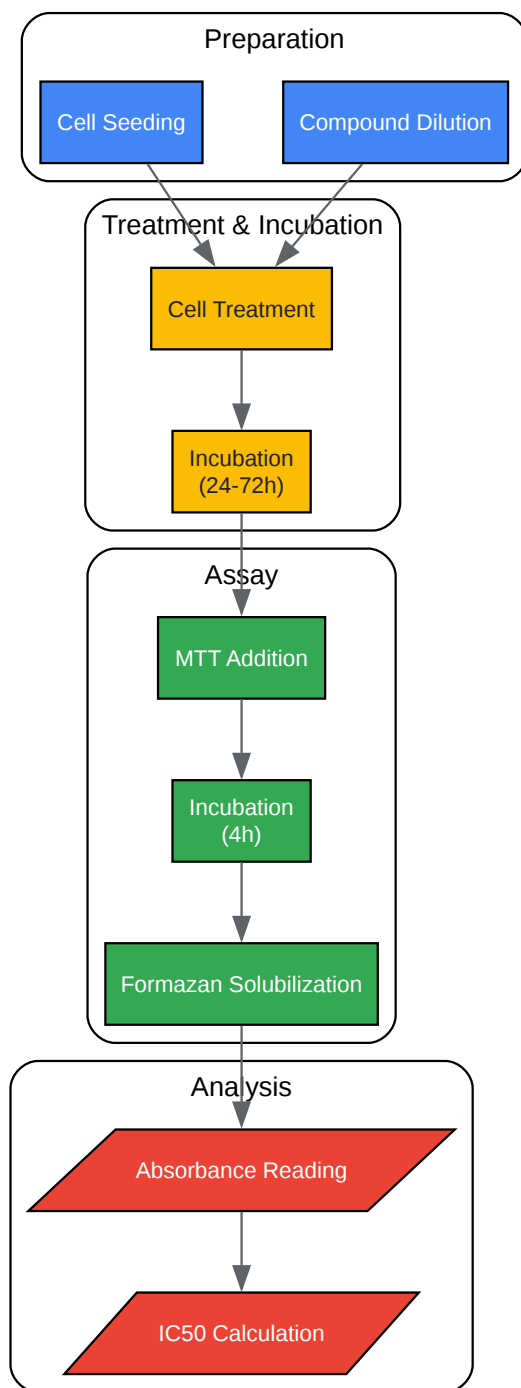 Preparation
Cell Seeding
Compound Dilution
Treatment & Incubation
Cell Treatment
Incubation
(24-72h)
Assay
MTT Addition
Incubation
(4h)
Formazan Solubilization
Analysis
Absorbance Reading
IC50 Calculation